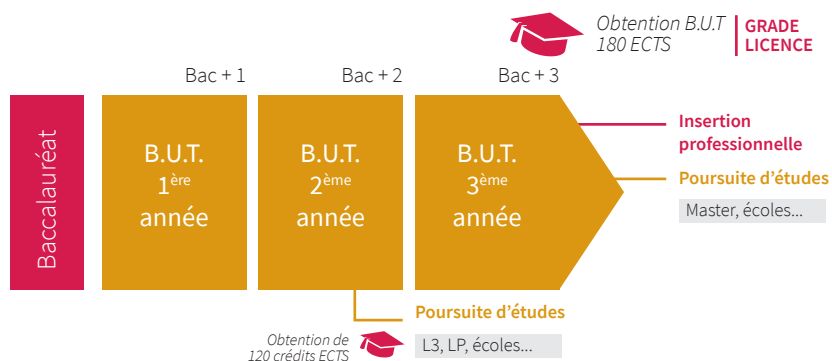 Obtention B.U.T
180 ECTS
GRADE
LICENCE
Bac + 1
Bac + 2
Bac + 3
Baccalauréat
B.U.T.
1ère
année
B.U.T.
2ème
année
B.U.T.
3ème
année
Insertion
professionnelle
Poursuite d’études
Master, écoles...
Poursuite d’études
L3, LP, écoles...
Obtention de
120 crédits ECTS